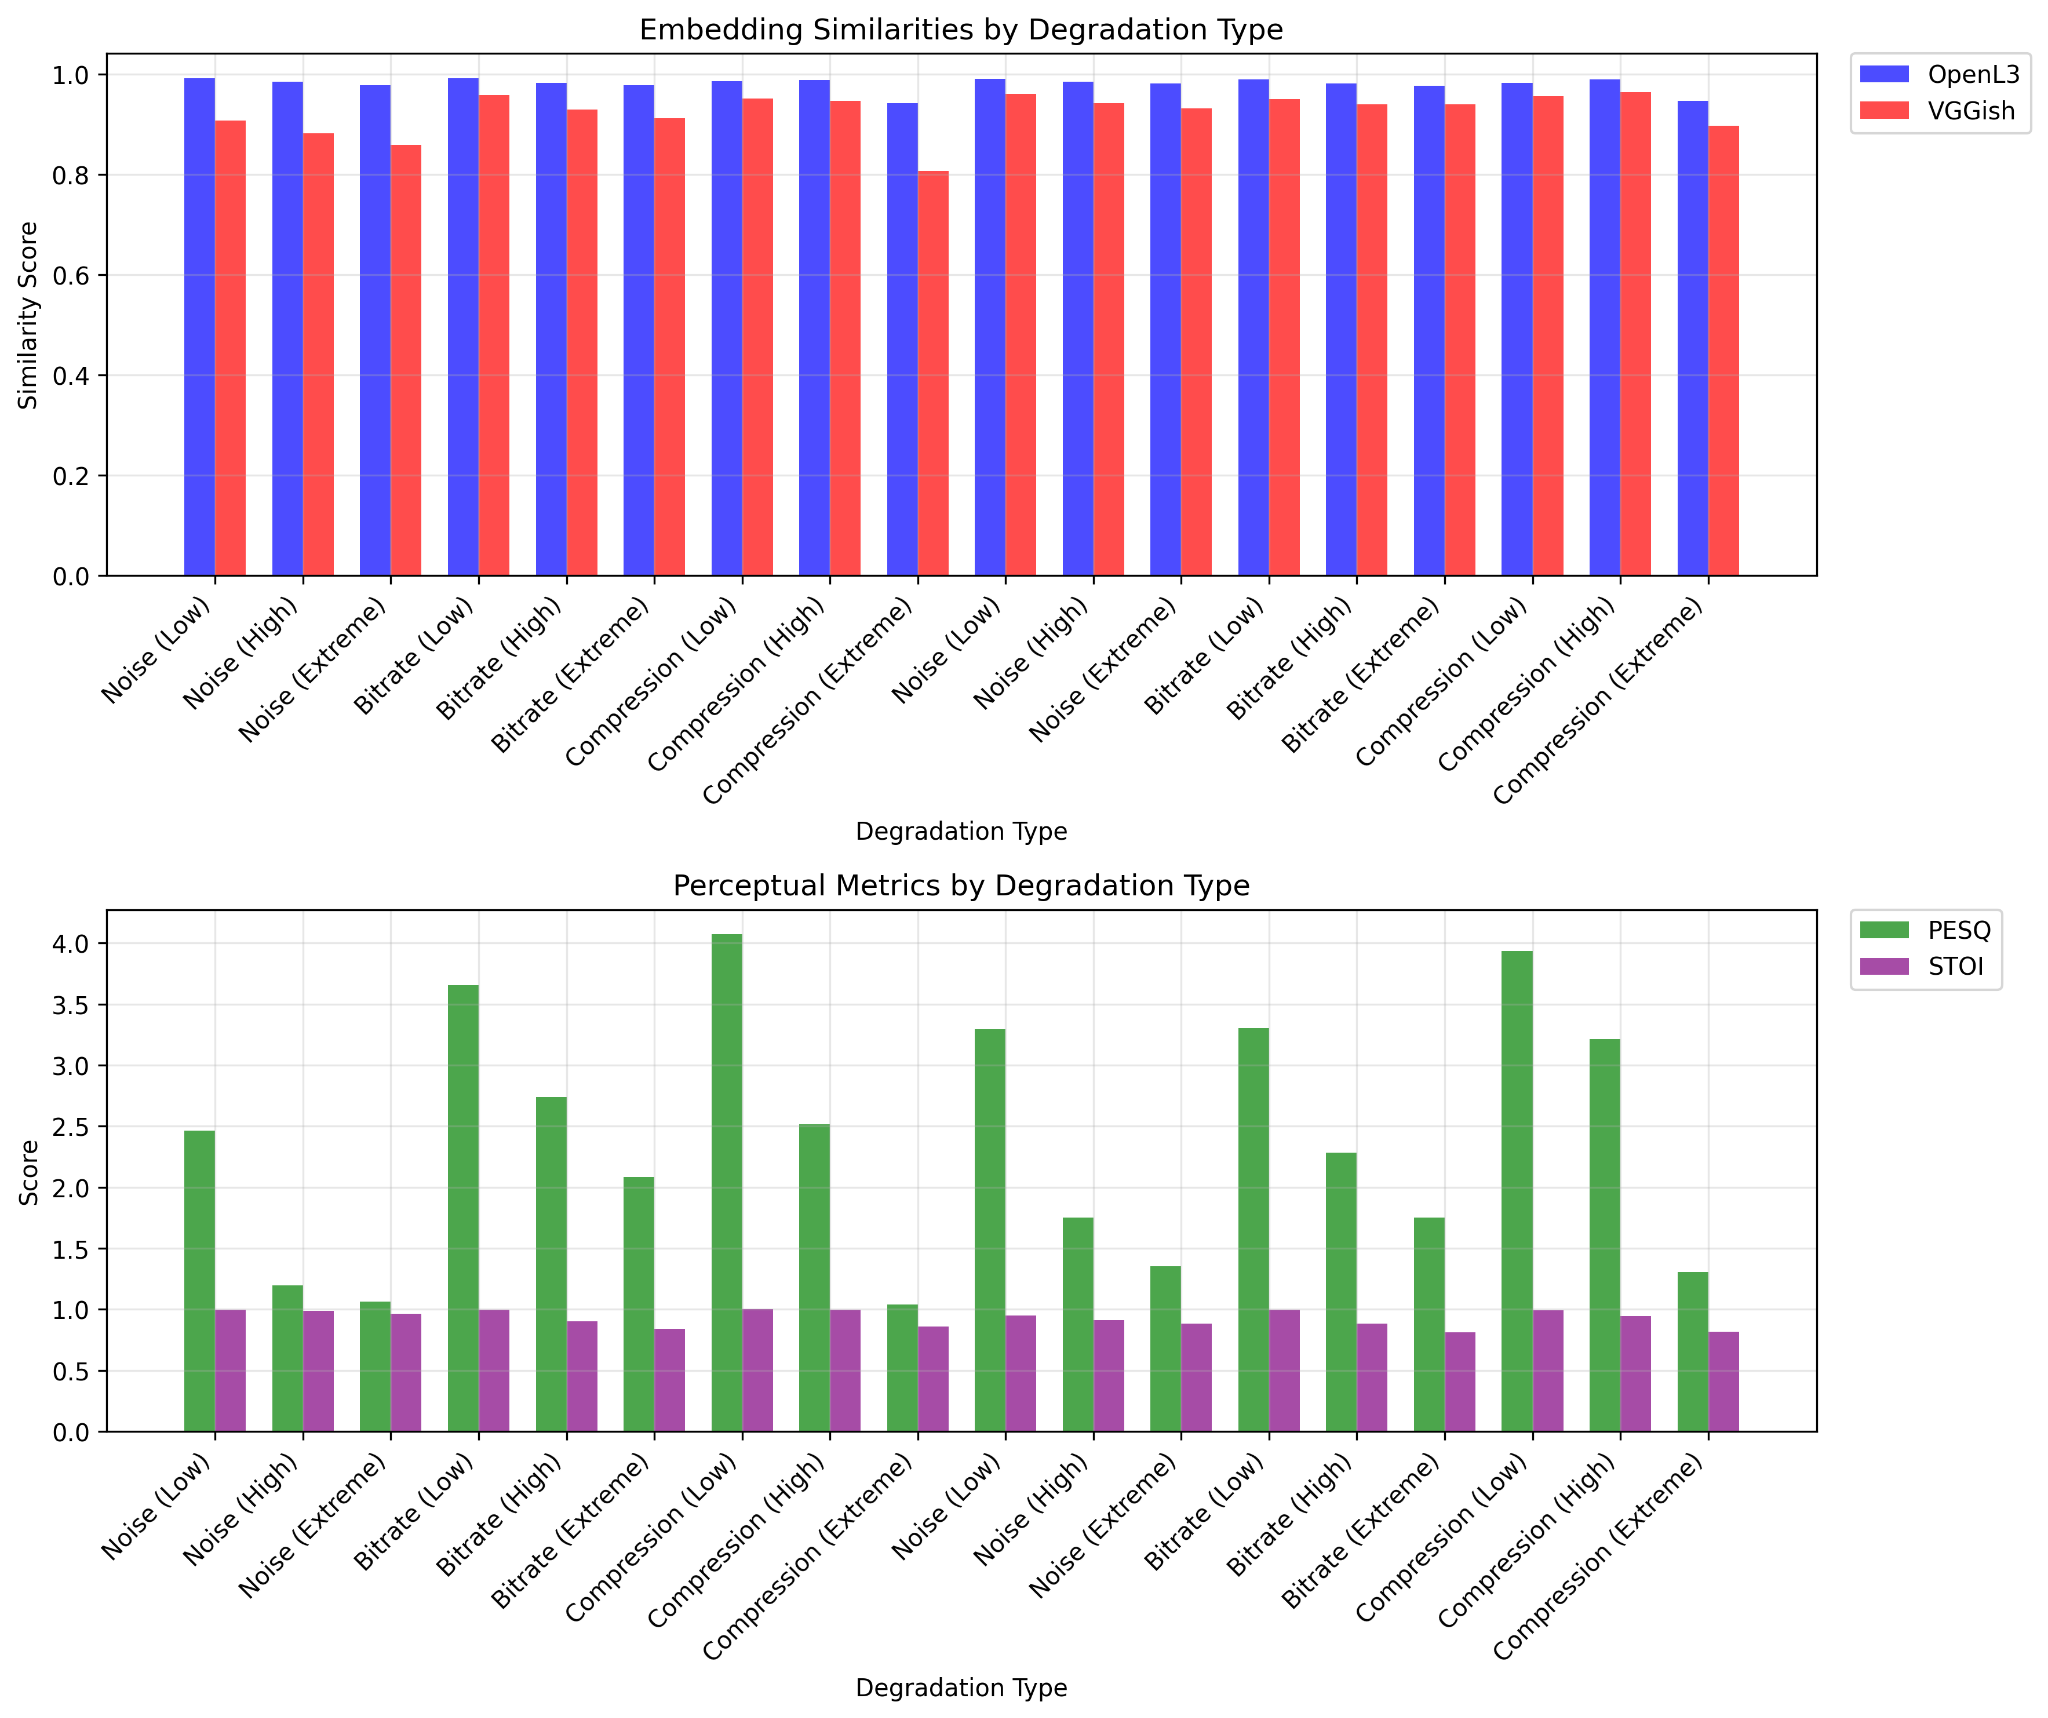 Embedding Similarities by Degradation Type
OpenL3
VGGish
Similarity Score
1.0
0.8
0.6
0.4
0.2
0.0
Noise (Low)
Noise (High)
Noise (Extreme)
Bitrate (Low)
Bitrate (High)
Bitrate (Extreme)
Compression (Low)
Compression (High)
Compression (Extreme)
Noise (Low)
Noise (High)
Noise (Extreme)
Bitrate (Low)
Bitrate (High)
Bitrate (Extreme)
Compression (Low)
Compression (High)
Compression (Extreme)
Degradation Type
Perceptual Metrics by Degradation Type
PESQ
STOI
Score
4.0
3.5
3.0
2.5
2.0
1.5
1.0
0.5
0.0
Noise (Low)
Noise (High)
Noise (Extreme)
Bitrate (Low)
Bitrate (High)
Bitrate (Extreme)
Compression (Low)
Compression (High)
Compression (Extreme)
Noise (Low)
Noise (High)
Noise (Extreme)
Bitrate (Low)
Bitrate (High)
Bitrate (Extreme)
Compression (Low)
Compression (High)
Compression (Extreme)
Degradation Type